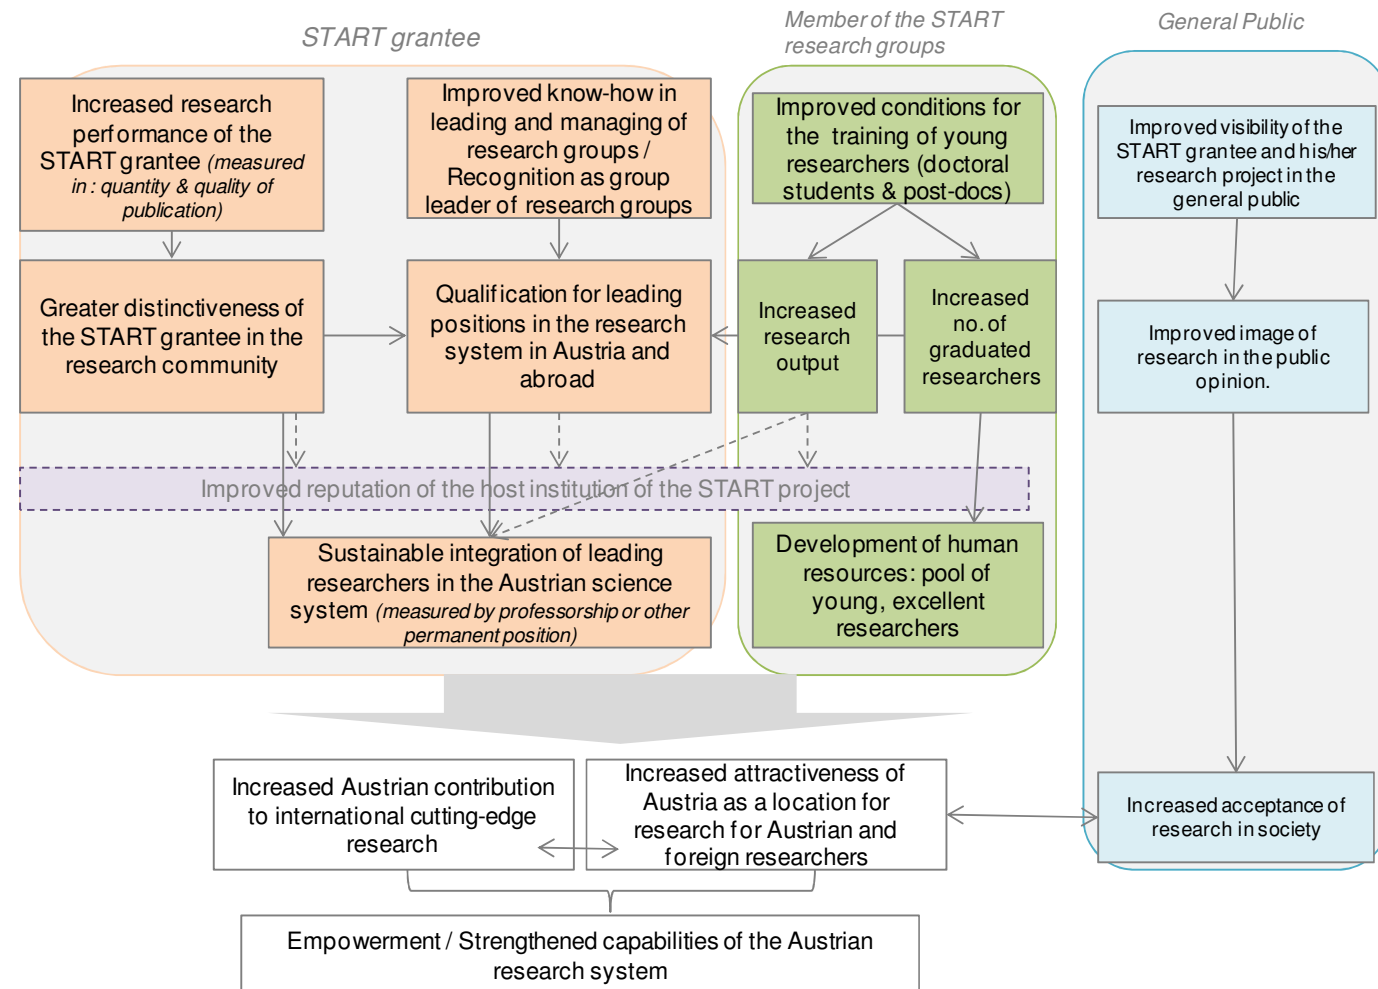 START grantee
Member of the START
research groups
General Public
Increased research
performance of the
START grantee (measured
in : quantity & quality of
publication)
Improved know-how in
leading and managing of
research groups /
Recognition as group
leader of research groups
Improved conditions for
the training of young
researchers (doctoral
students & post-docs)
Improved visibility of the
START grantee and his/her
research project in the
general public
Greater distinctiveness of
the START grantee in the
research community
Qualification for leading
positions in the research
system in Austria and
abroad
Increased
research
output
Increased
no. of
graduated
researchers
Improved image of
research in the public
opinion.
Improved reputation of the host institution of the START project
Sustainable integration of leading
researchers in the Austrian science
system (measured by professorship or other
permanent position)
Development of human
resources: pool of
young, excellent
researchers
Increased Austrian contribution
to international cutting-edge
research
Increased attractiveness of
Austria as a location for
research for Austrian and
foreign researchers
Increased acceptance of
research in society
Empowerment / Strengthened capabilities of the Austrian
research system